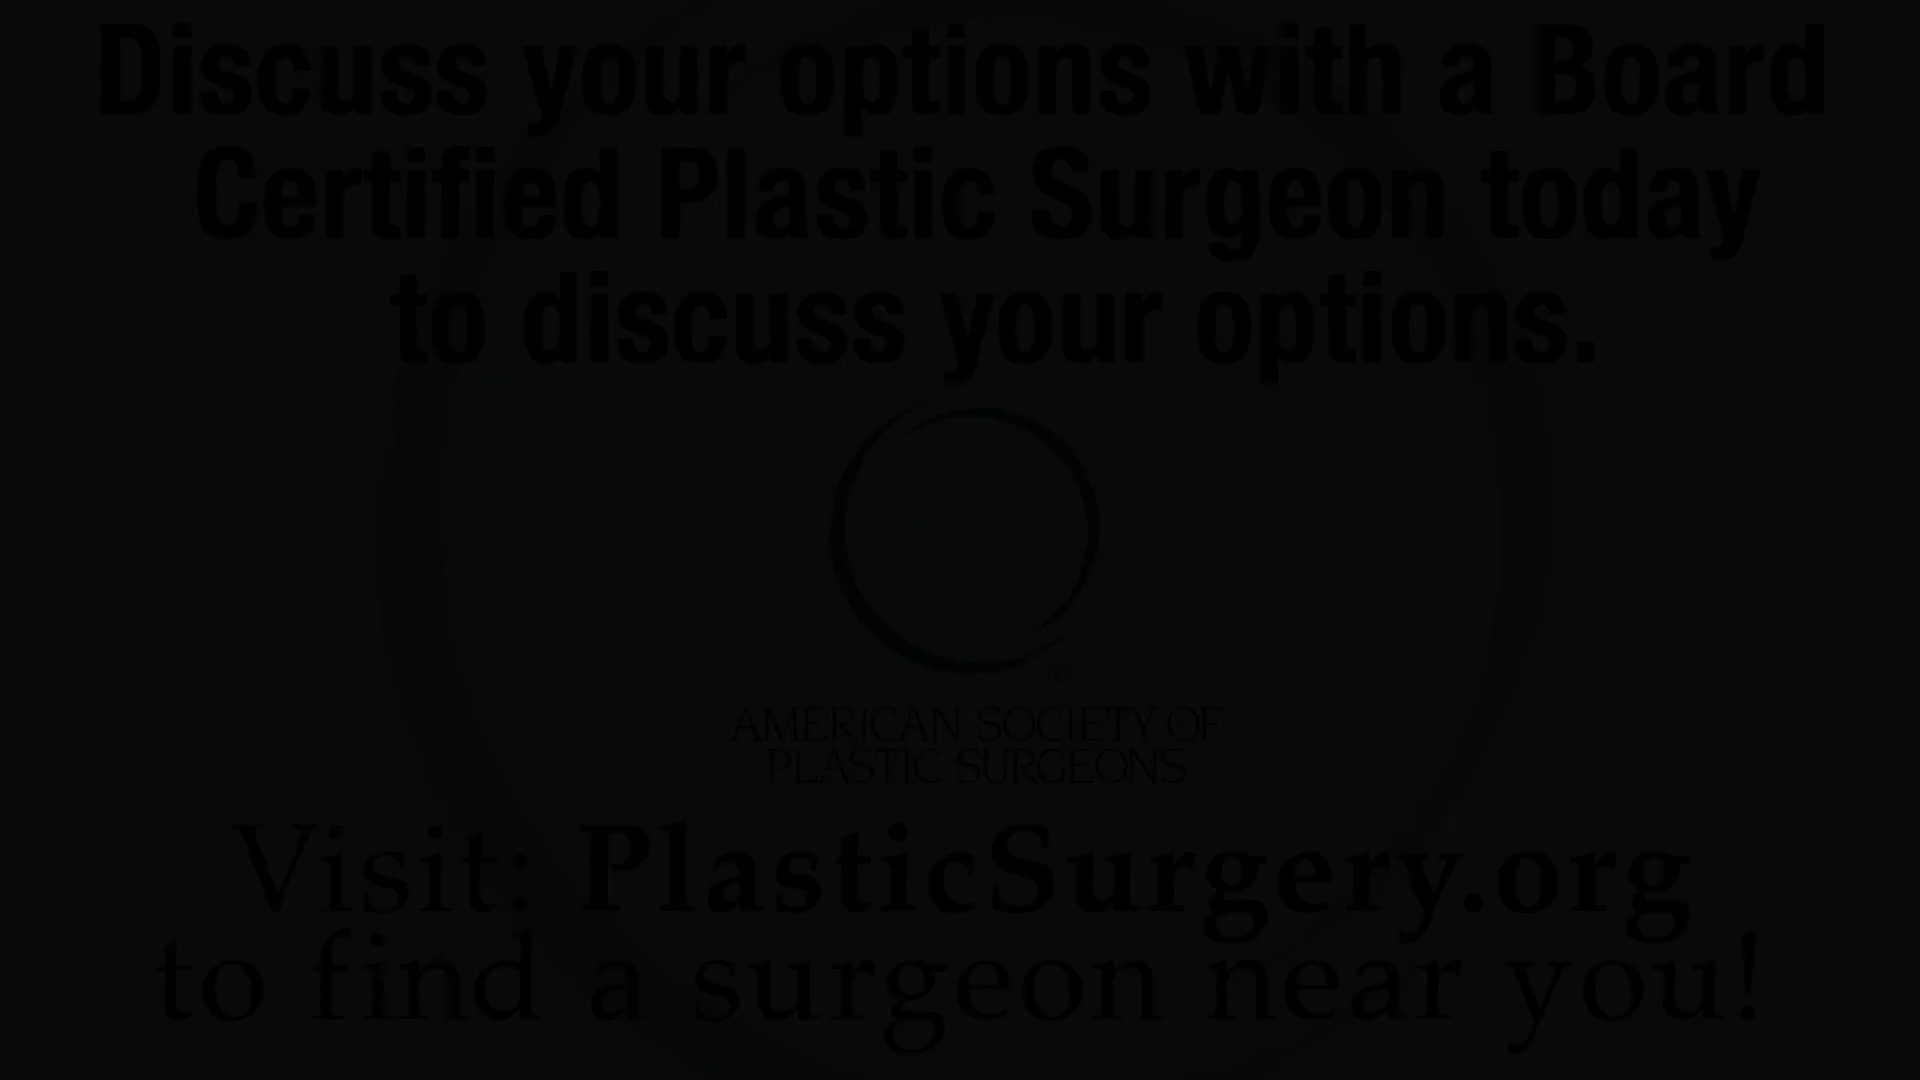 Discuss your options with a Board
Certified Plastic Surgeon today
to discuss your options.
®
AMERICAN SOCIETY OF
PLASTIC SURGEONS
Visit: PlasticSurgery.org
to find a surgeon near you!